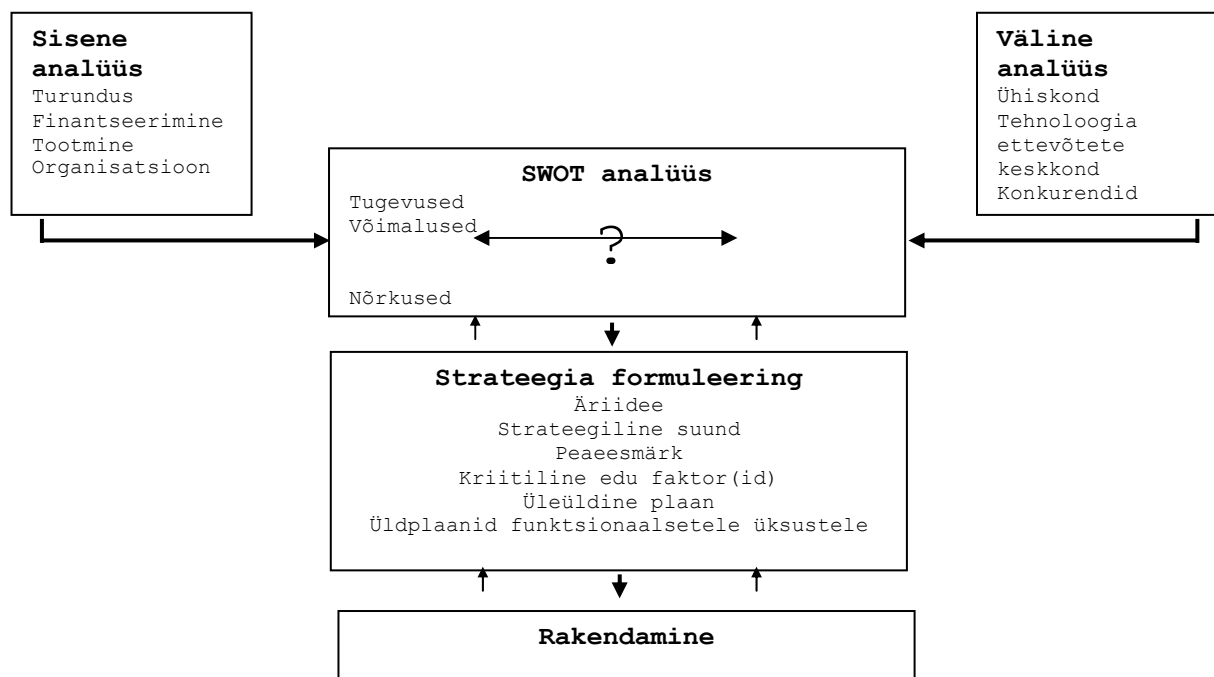 Sisene
analüüs
Turundus
Finantseerimine
Tootmine
Organisatsioon
Väline
analüüs
Ühiskond
Tehnoloogia
ettevõtete
keskkond
Konkurendid
SWOT analüüs
Tugevused
Võimalused
?
Nõrkused
Strateegia formuleering
Äriidee
Strateegiline suund
Peaeesmärk
Kriitiline edu faktor(id)
Üleüldine plaan
Üldplaanid funktsionaalsetele üksustele
Rakendamine